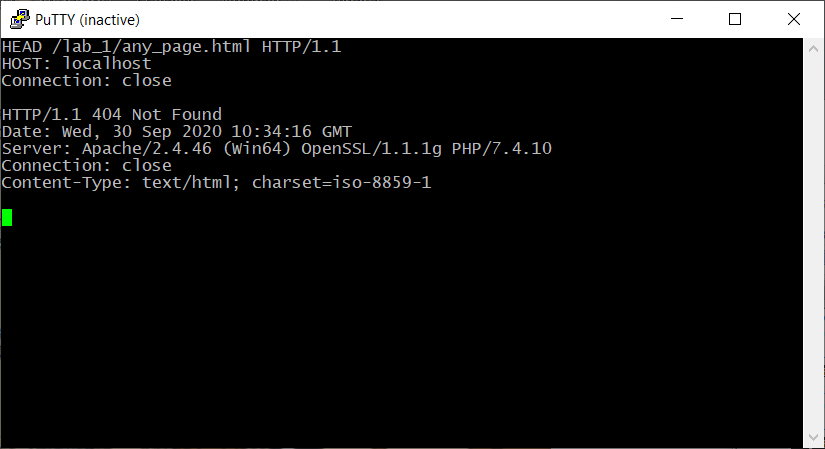 PuTTY (inactive)
HEAD /lab_1/any_page.html HTTP/1.1
HOST: localhost
Connection: close
HTTP/1.1 404 Not Found
Date: Wed, 30 Sep 2020 10:34:16 GMT
Server: Apache/2.4.46 (Win64) OpenSSL/1.1.1g PHP/7.4.10
Connection: close
Content-Type: text/html; charset=iso-8859-1